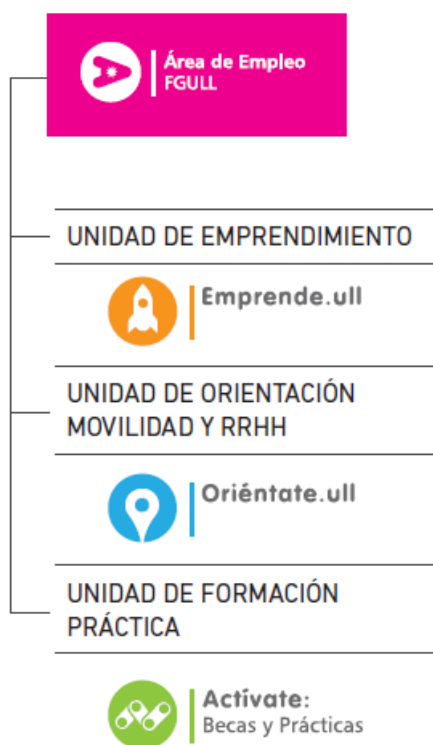 Área de Empleo
FGULL
UNIDAD DE EMPRENDIMIENTO
Emprende.ull
UNIDAD DE ORIENTACIÓN
MOVILIDAD Y RRHH
Oriéntate.ull
UNIDAD DE FORMACIÓN
PRÁCTICA
Actívate:
Becas y Prácticas